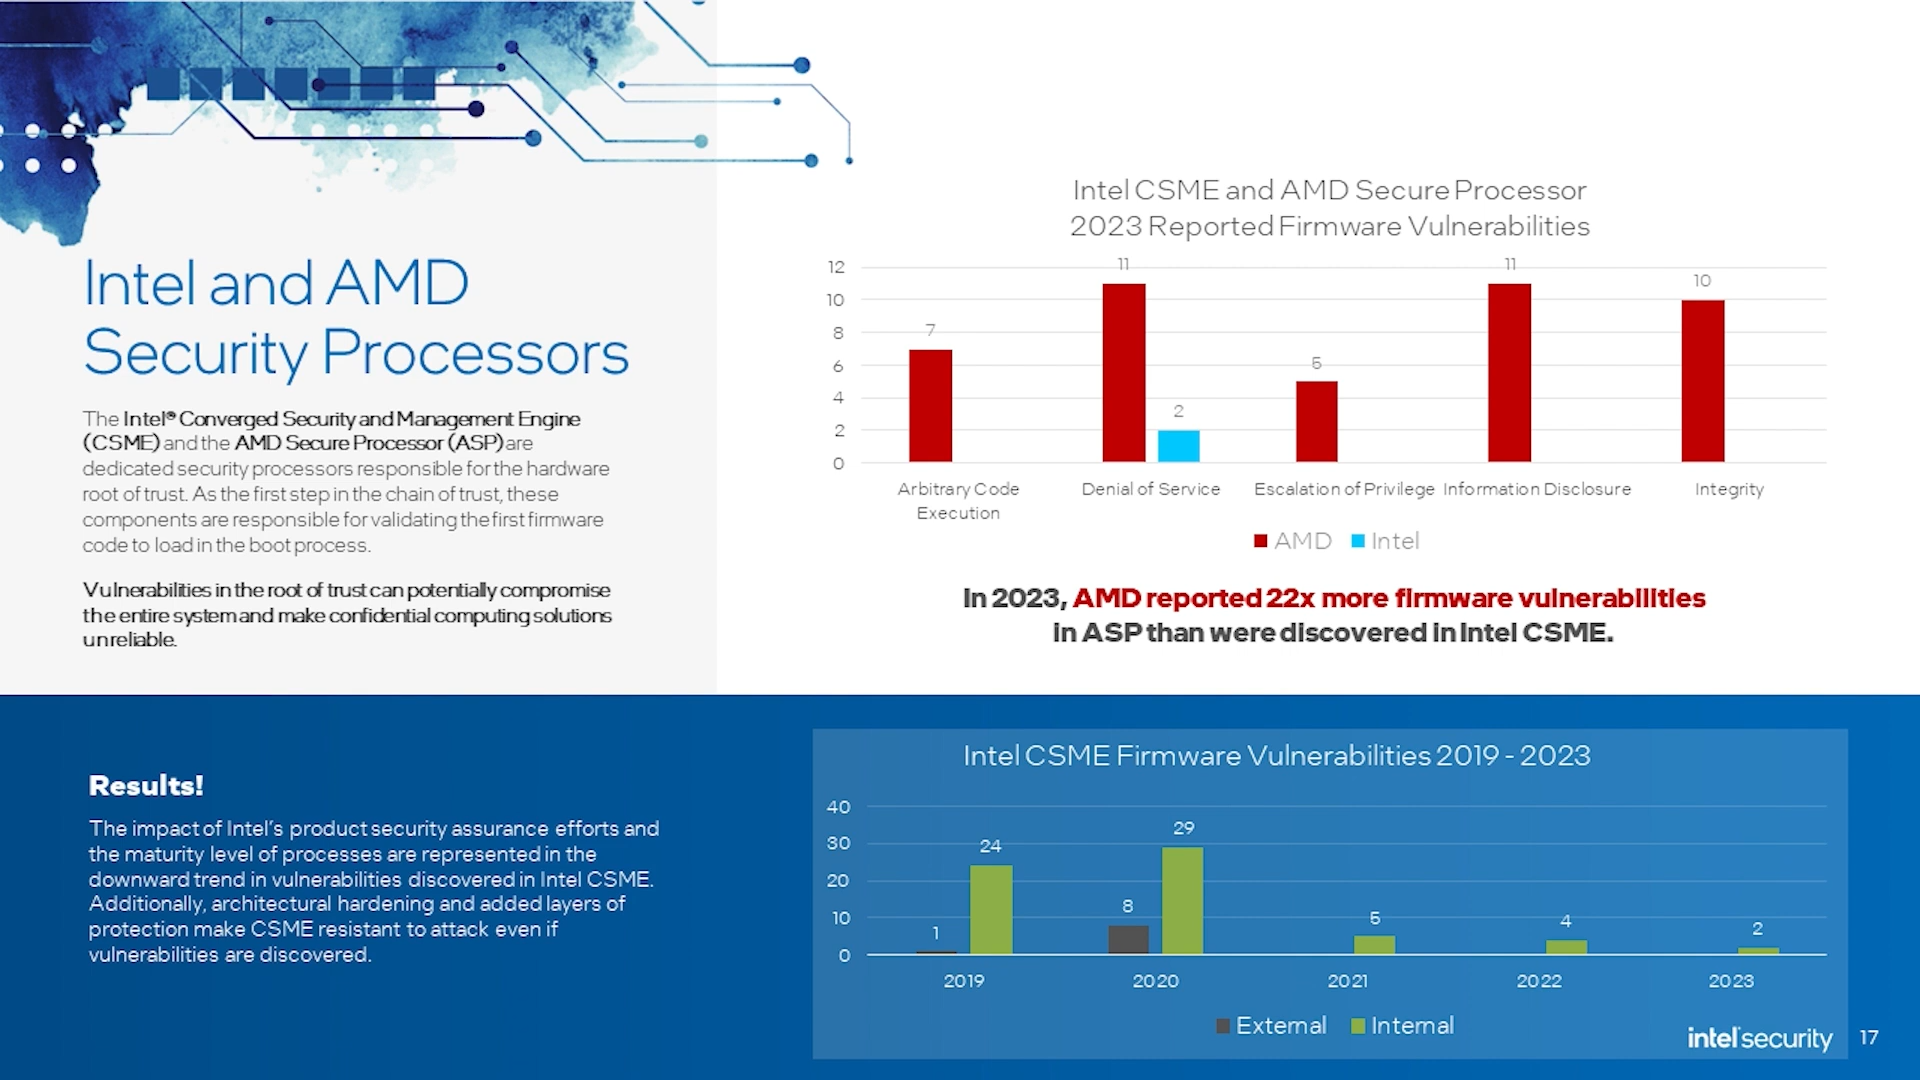 Intel and AMD
Security Processors
The Intel® Converged Security and Management Engine
(CSME) and the AMD Secure Processor (ASP) are
dedicated security processors responsible for the hardware
root of trust. As the first step in the chain of trust, these
components are responsible for validating the first firmware
code to load in the boot process.
Vulnerabilities in the root of trust can potentially compromise
the entire system and make confidential computing solutions
unreliable.
Intel CSME and AMD Secure Processor
2023 Reported Firmware Vulnerabilities
12
10
8
6
4
2
0
7
11
2
5
11
10
Arbitrary Code
Execution
Denial of Service
Escalation of Privilege
Information Disclosure
Integrity
AMD
Intel
In 2023, AMD reported 22x more firmware vulnerabilities
in ASP than were discovered in Intel CSME.
Results!
The impact of Intel's product security assurance efforts and
the maturity level of processes are represented in the
downward trend in vulnerabilities discovered in Intel CSME.
Additionally, architectural hardening and added layers of
protection make CSME resistant to attack even if
vulnerabilities are discovered.
Intel CSME Firmware Vulnerabilities 2019 - 2023
40
30
20
10
0
1
24
8
29
5
4
2
2019
2020
2021
2022
2023
External
Internal
intel security
17